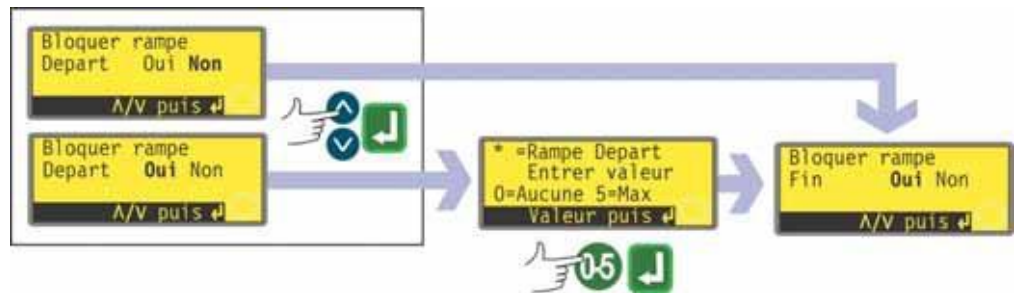 Bloquer rampe
Depart Oui Non
Λ/V puis ↲
Bloquer rampe
Depart Oui Non
Λ/V puis ↲
* =Rampe Depart
Entrer valeur
0=Aucune 5=Max
Valeur puis ↲
0-5
Bloquer rampe
Fin Oui Non
Λ/V puis ↲